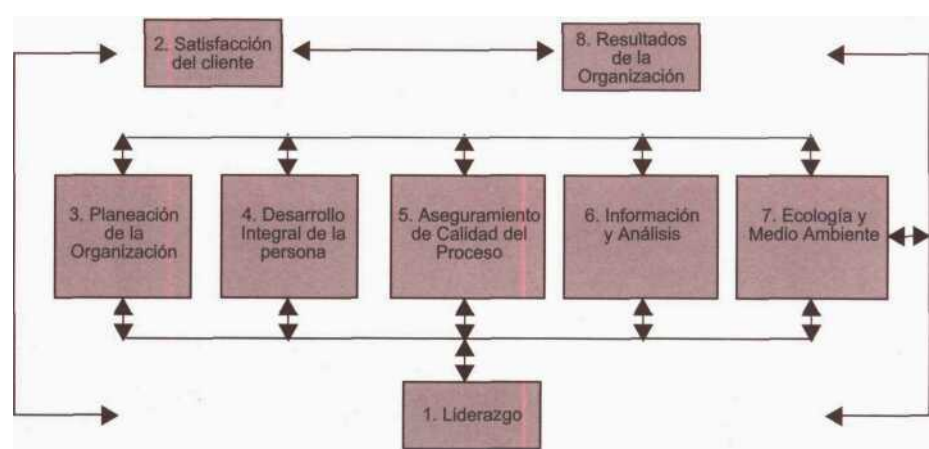 2. Satisfacción
del cliente
8. Resultados
de la
Organización
3. Planeación
de la
Organización
4. Desarrollo
Integral de la
persona
5. Aseguramiento
de Calidad del
Proceso
6. Información
y Análisis
7. Ecología y
Medio Ambiente
1. Liderazgo